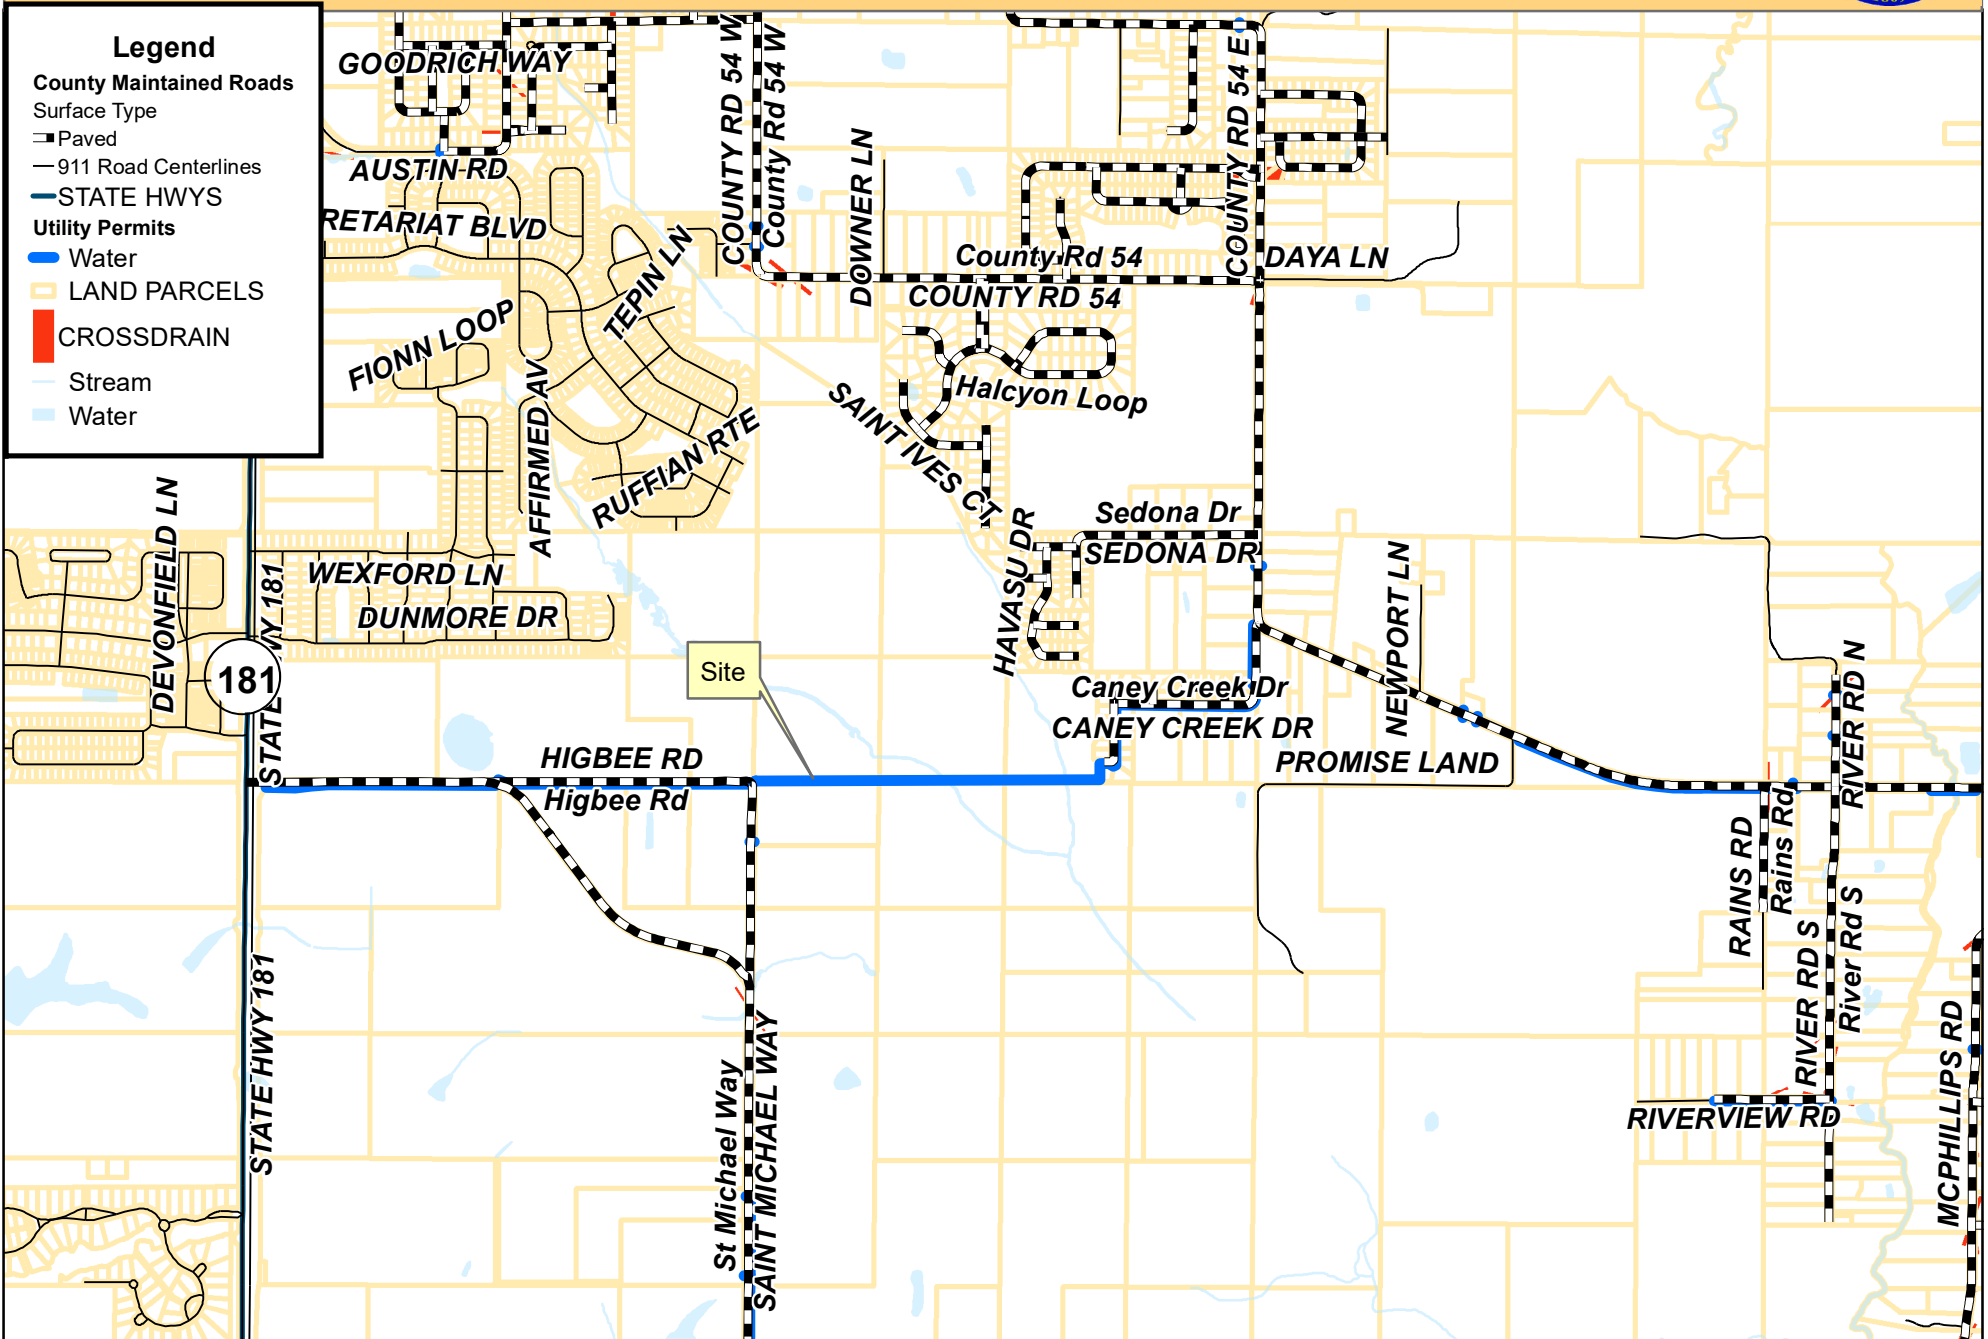 Legend
County Maintained Roads
Surface Type
Paved
911 Road Centerlines
STATE HWYS
Utility Permits
Water
LAND PARCELS
CROSSDRAIN
Stream
Water
GOODRICH WAY
AUSTIN RD
RETARIAT BLVD
COUNTY RD 54 W
County Rd 54 W
DOWNER LN
COUNTY RD 54 E
County Rd 54
COUNTY RD 54
DAYA LN
TEPIN LN
FIONN LOOP
AFFIRMED AV
RUFFIAN RTE
Halcyon Loop
SAINT IVES CT
DEVONFIELD LN
STATE HWY 181
181
WEXFORD LN
DUNMORE DR
HAVASU DR
Sedona Dr
SEDONA DR
NEWPORT LN
Site
Caney Creek Dr
CANEY CREEK DR
PROMISE LAND
HIGBEE RD
Higbee Rd
RIVER RD N
RAINS RD
Rains Rd
RIVER RD S
River Rd S
STATE HWY 181
St Michael Way
SAINT MICHAEL WAY
RIVERVIEW RD
MCPHILLIPS RD